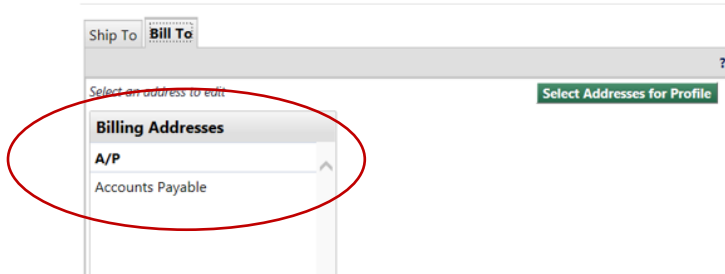 Ship To Bill To
?
Select an address to edit Select Addresses for Profile
Billing Addresses
A/P
Accounts Payable